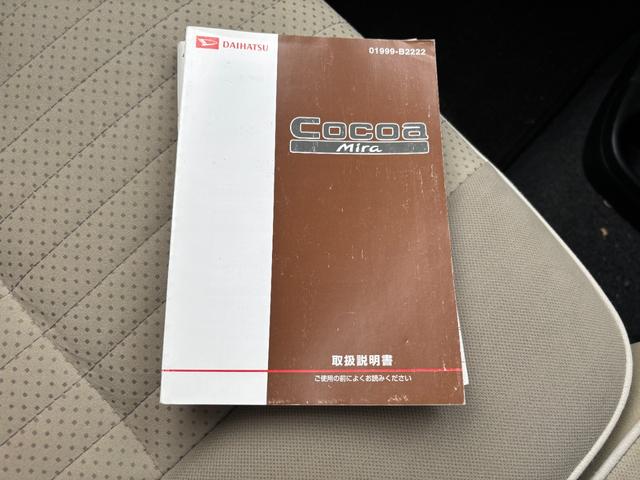 DAIHATSU
01999-B2222
Cocoa
Mira
取扱説明書
ご使用の前によくお読みください